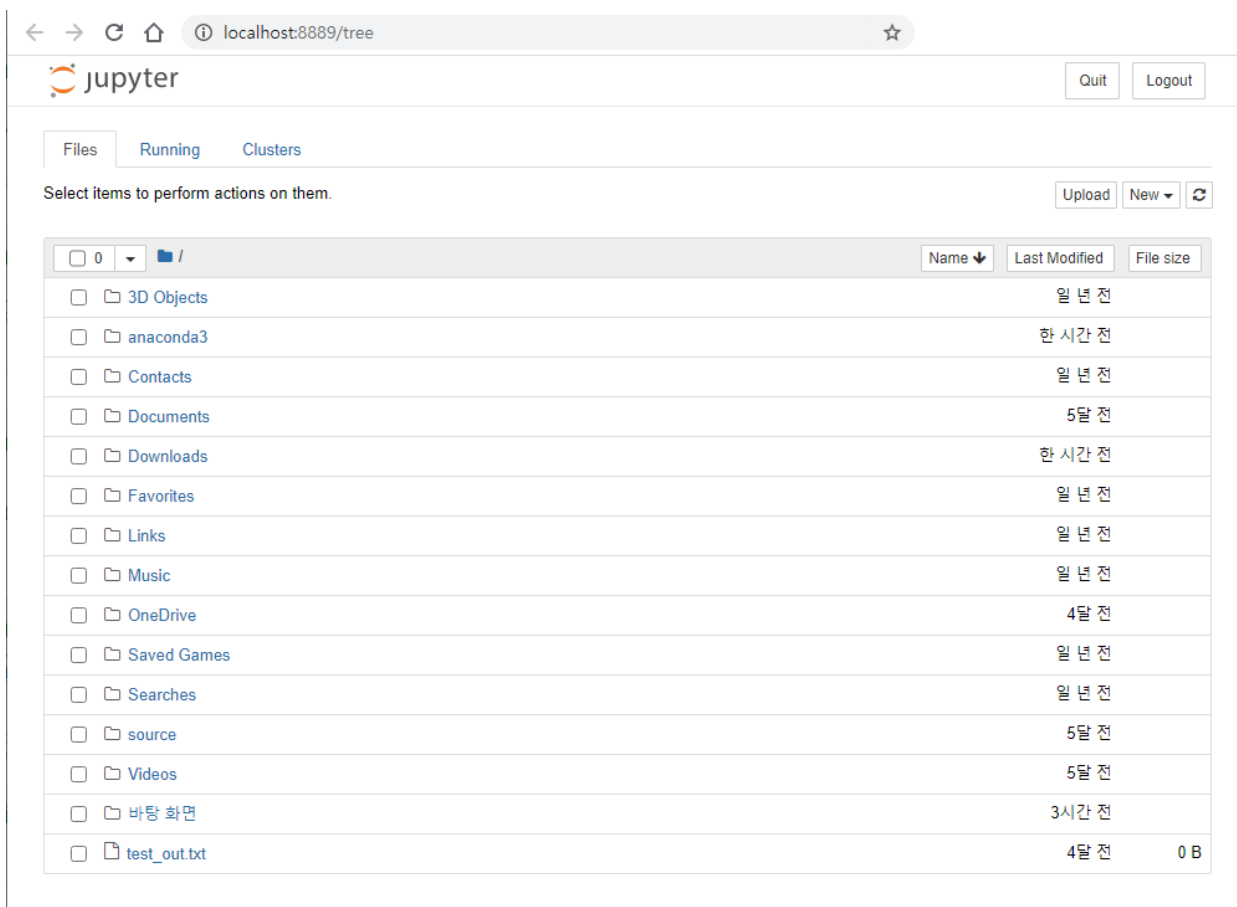 localhost:8889/tree
jupyter Quit Logout
Files Running Clusters
Select items to perform actions on them. Upload New
0 / Name Last Modified File size
3D Objects 일 년 전
anaconda3 한 시간 전
Contacts 일 년 전
Documents 5달 전
Downloads 한 시간 전
Favorites 일 년 전
Links 일 년 전
Music 일 년 전
OneDrive 4달 전
Saved Games 일 년 전
Searches 일 년 전
source 5달 전
Videos 5달 전
바탕 화면 3시간 전
test_out.txt 4달 전 0 B